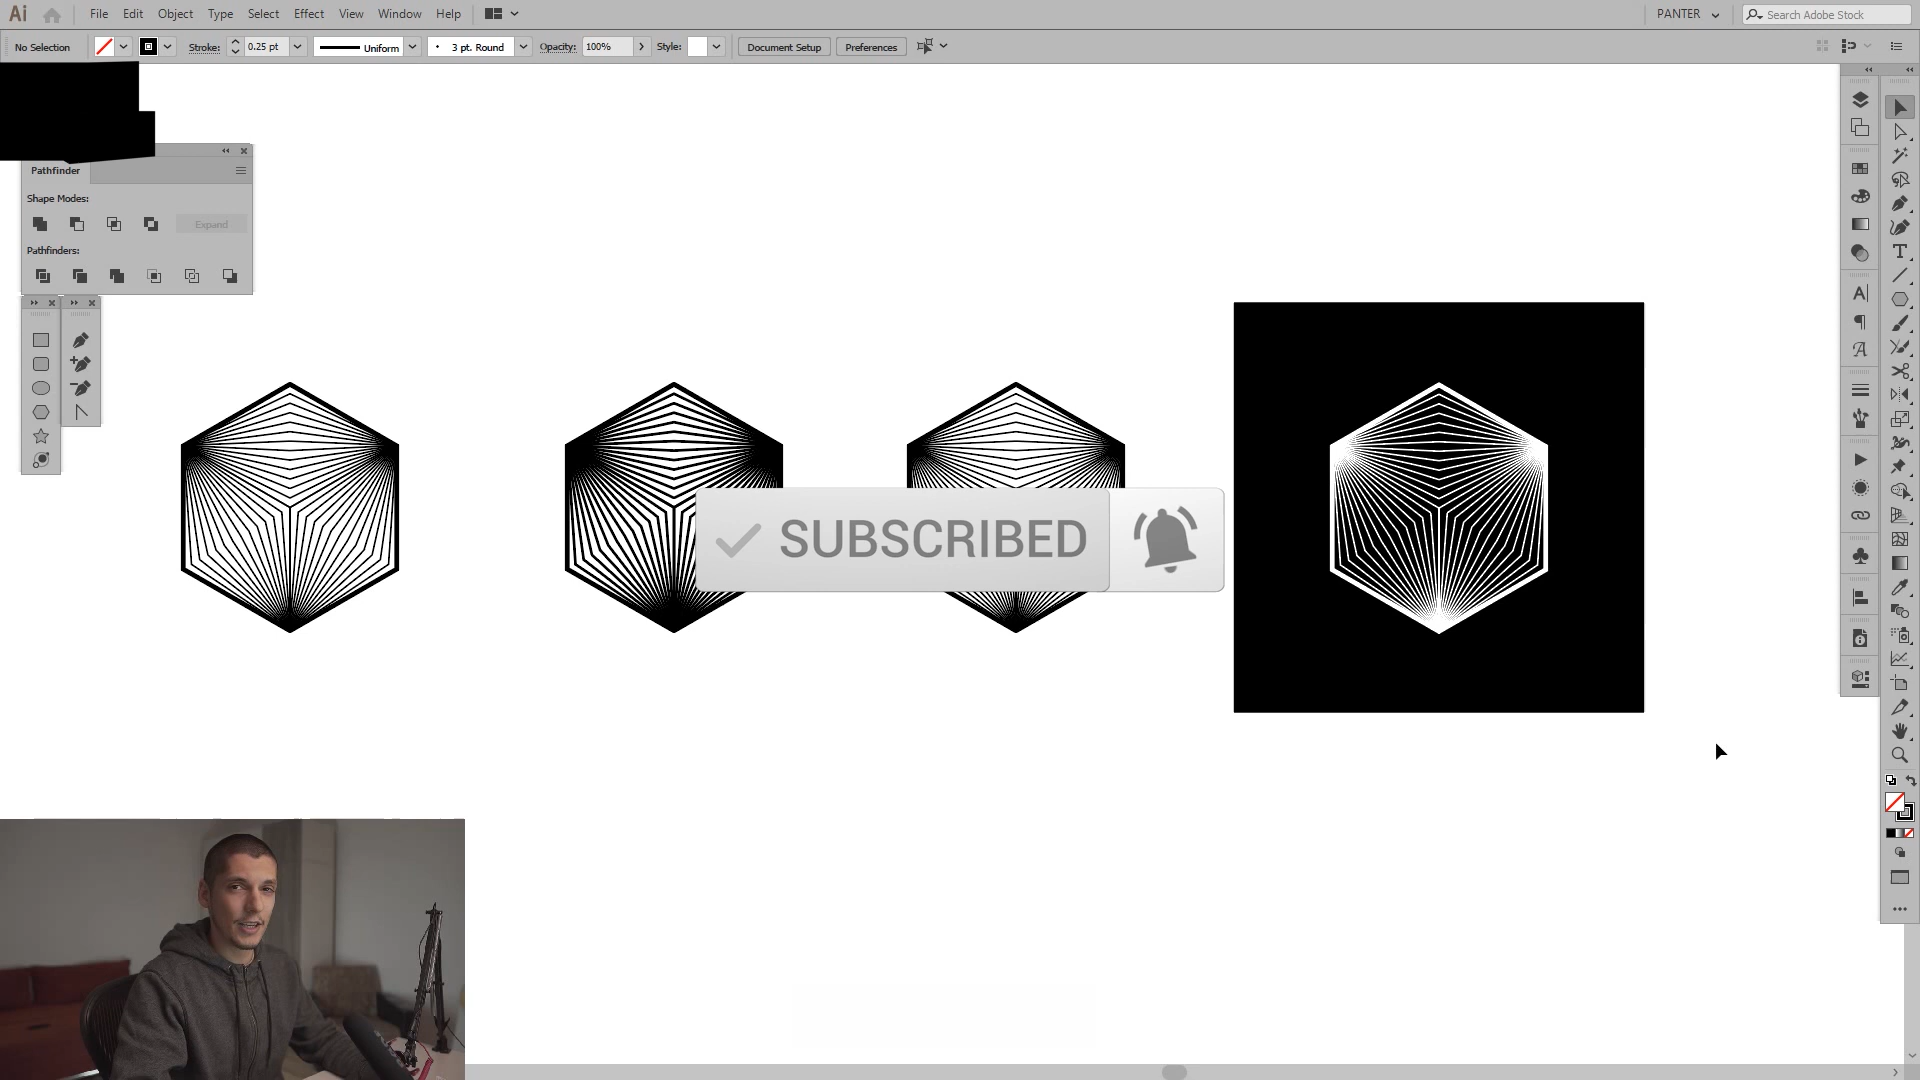 Ai File Edit Object Type Select Effect View Window Help PANTER Search Adobe Stock
No Selection Stroke: 0.25 pt Uniform 3 pt. Round Opacity: 100% Style: Document Setup Preferences
Pathfinder
Shape Modes:
Expand
Pathfinders:
SUBSCRIBED